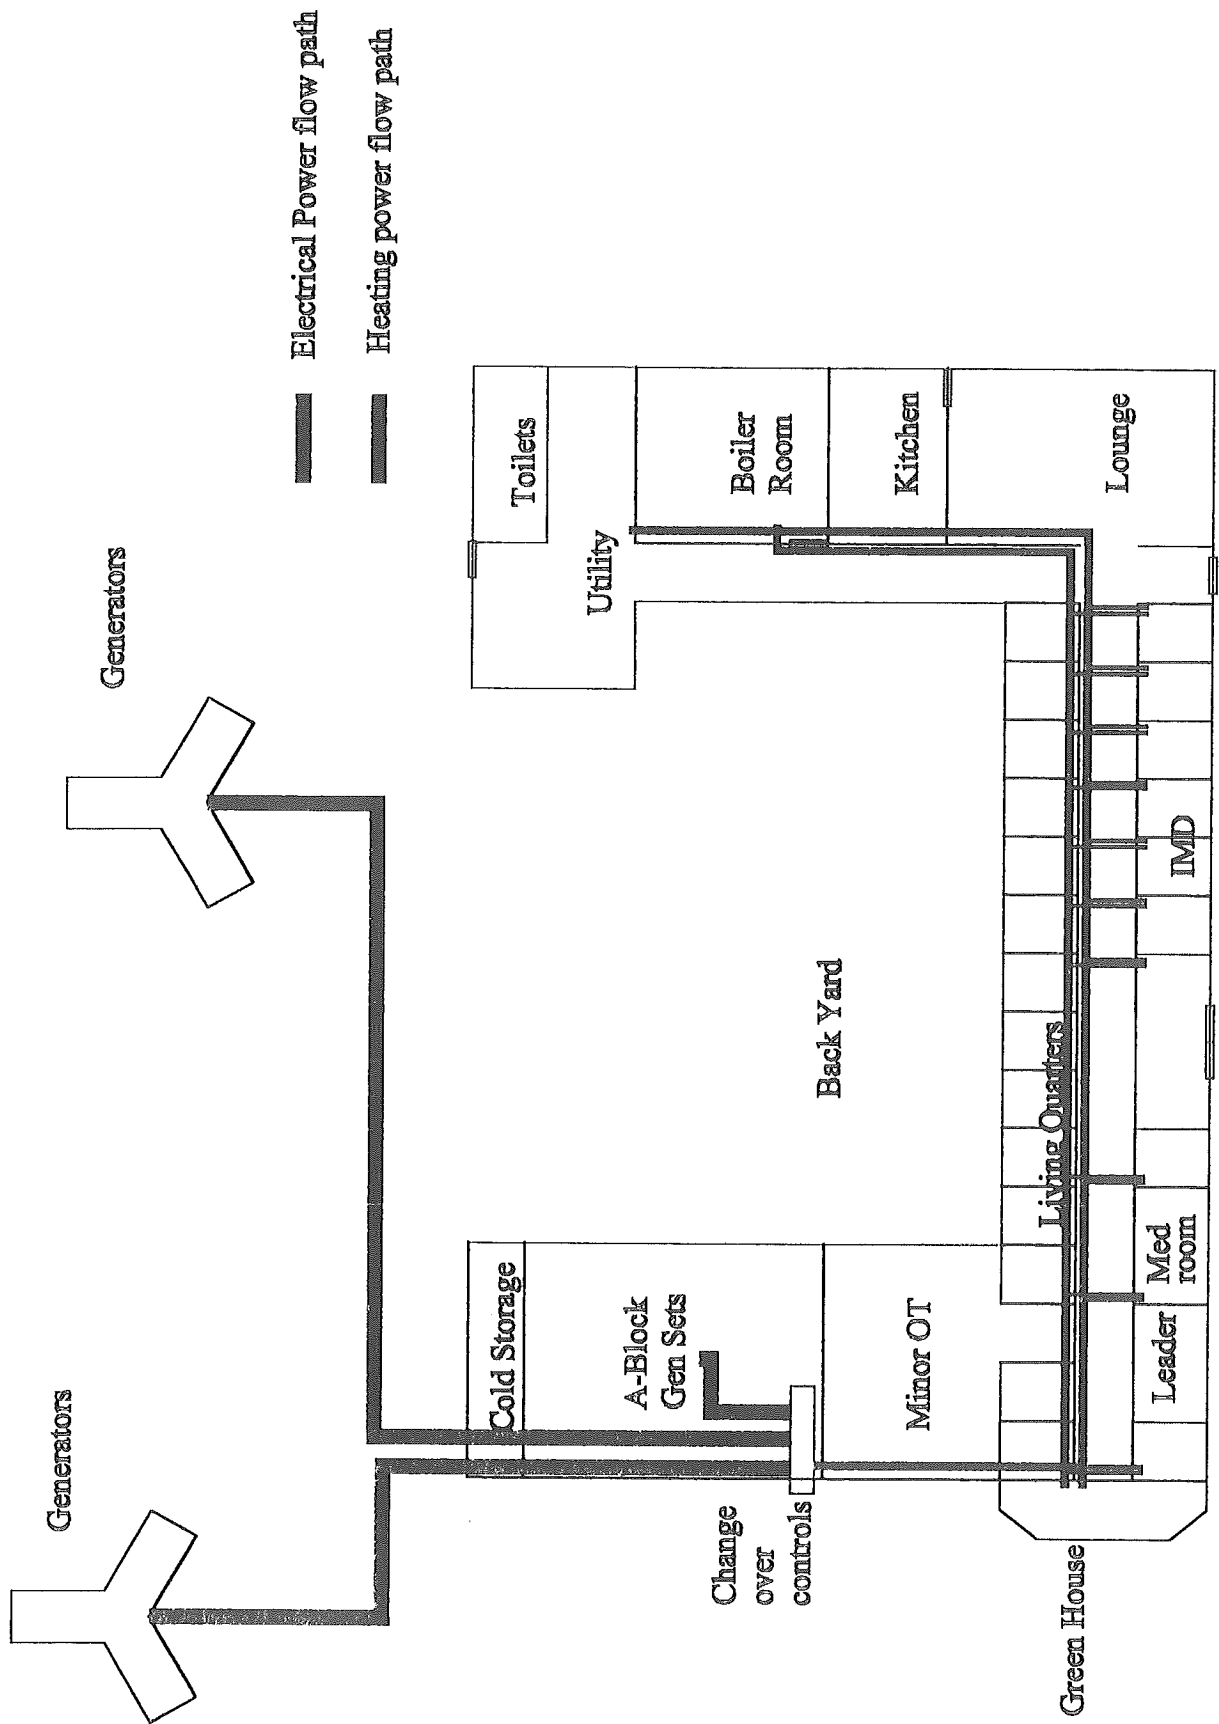 Generators
Generators
Electrical Power flow path
Heating power flow path
Cold Storage
Toilets
Utility
A-Block
Gen Sets
Change
over
controls
Back Yard
Boiler
Room
Minor OT
Kitchen
Green House
Living Quarters
Lounge
Leader
Med
room
IMD